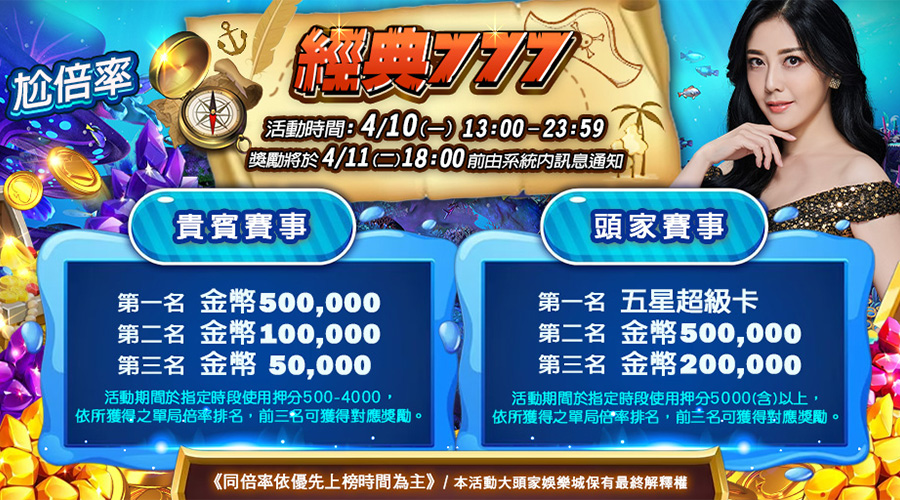 尬倍率
經典777
活動時間：4/10(一) 13:00-23:59
獎勵將於 4/11(二)18:00 前由系統內訊息通知
貴賓賽事
第一名 金幣500,000
第二名 金幣100,000
第三名 金幣 50,000
活動期間於指定時段使用押分500-4000，
依所獲得之單局倍率排名，前三名可獲得對應獎勵。
頭家賽事
第一名 五星超級卡
第二名 金幣500,000
第三名 金幣200,000
活動期間於指定時段使用押分5000(含)以上，
依所獲得之單局倍率排名，前三名可獲得對應獎勵。
《同倍率依優先上榜時間為主》/ 本活動大頭家娛樂城保有最終解釋權